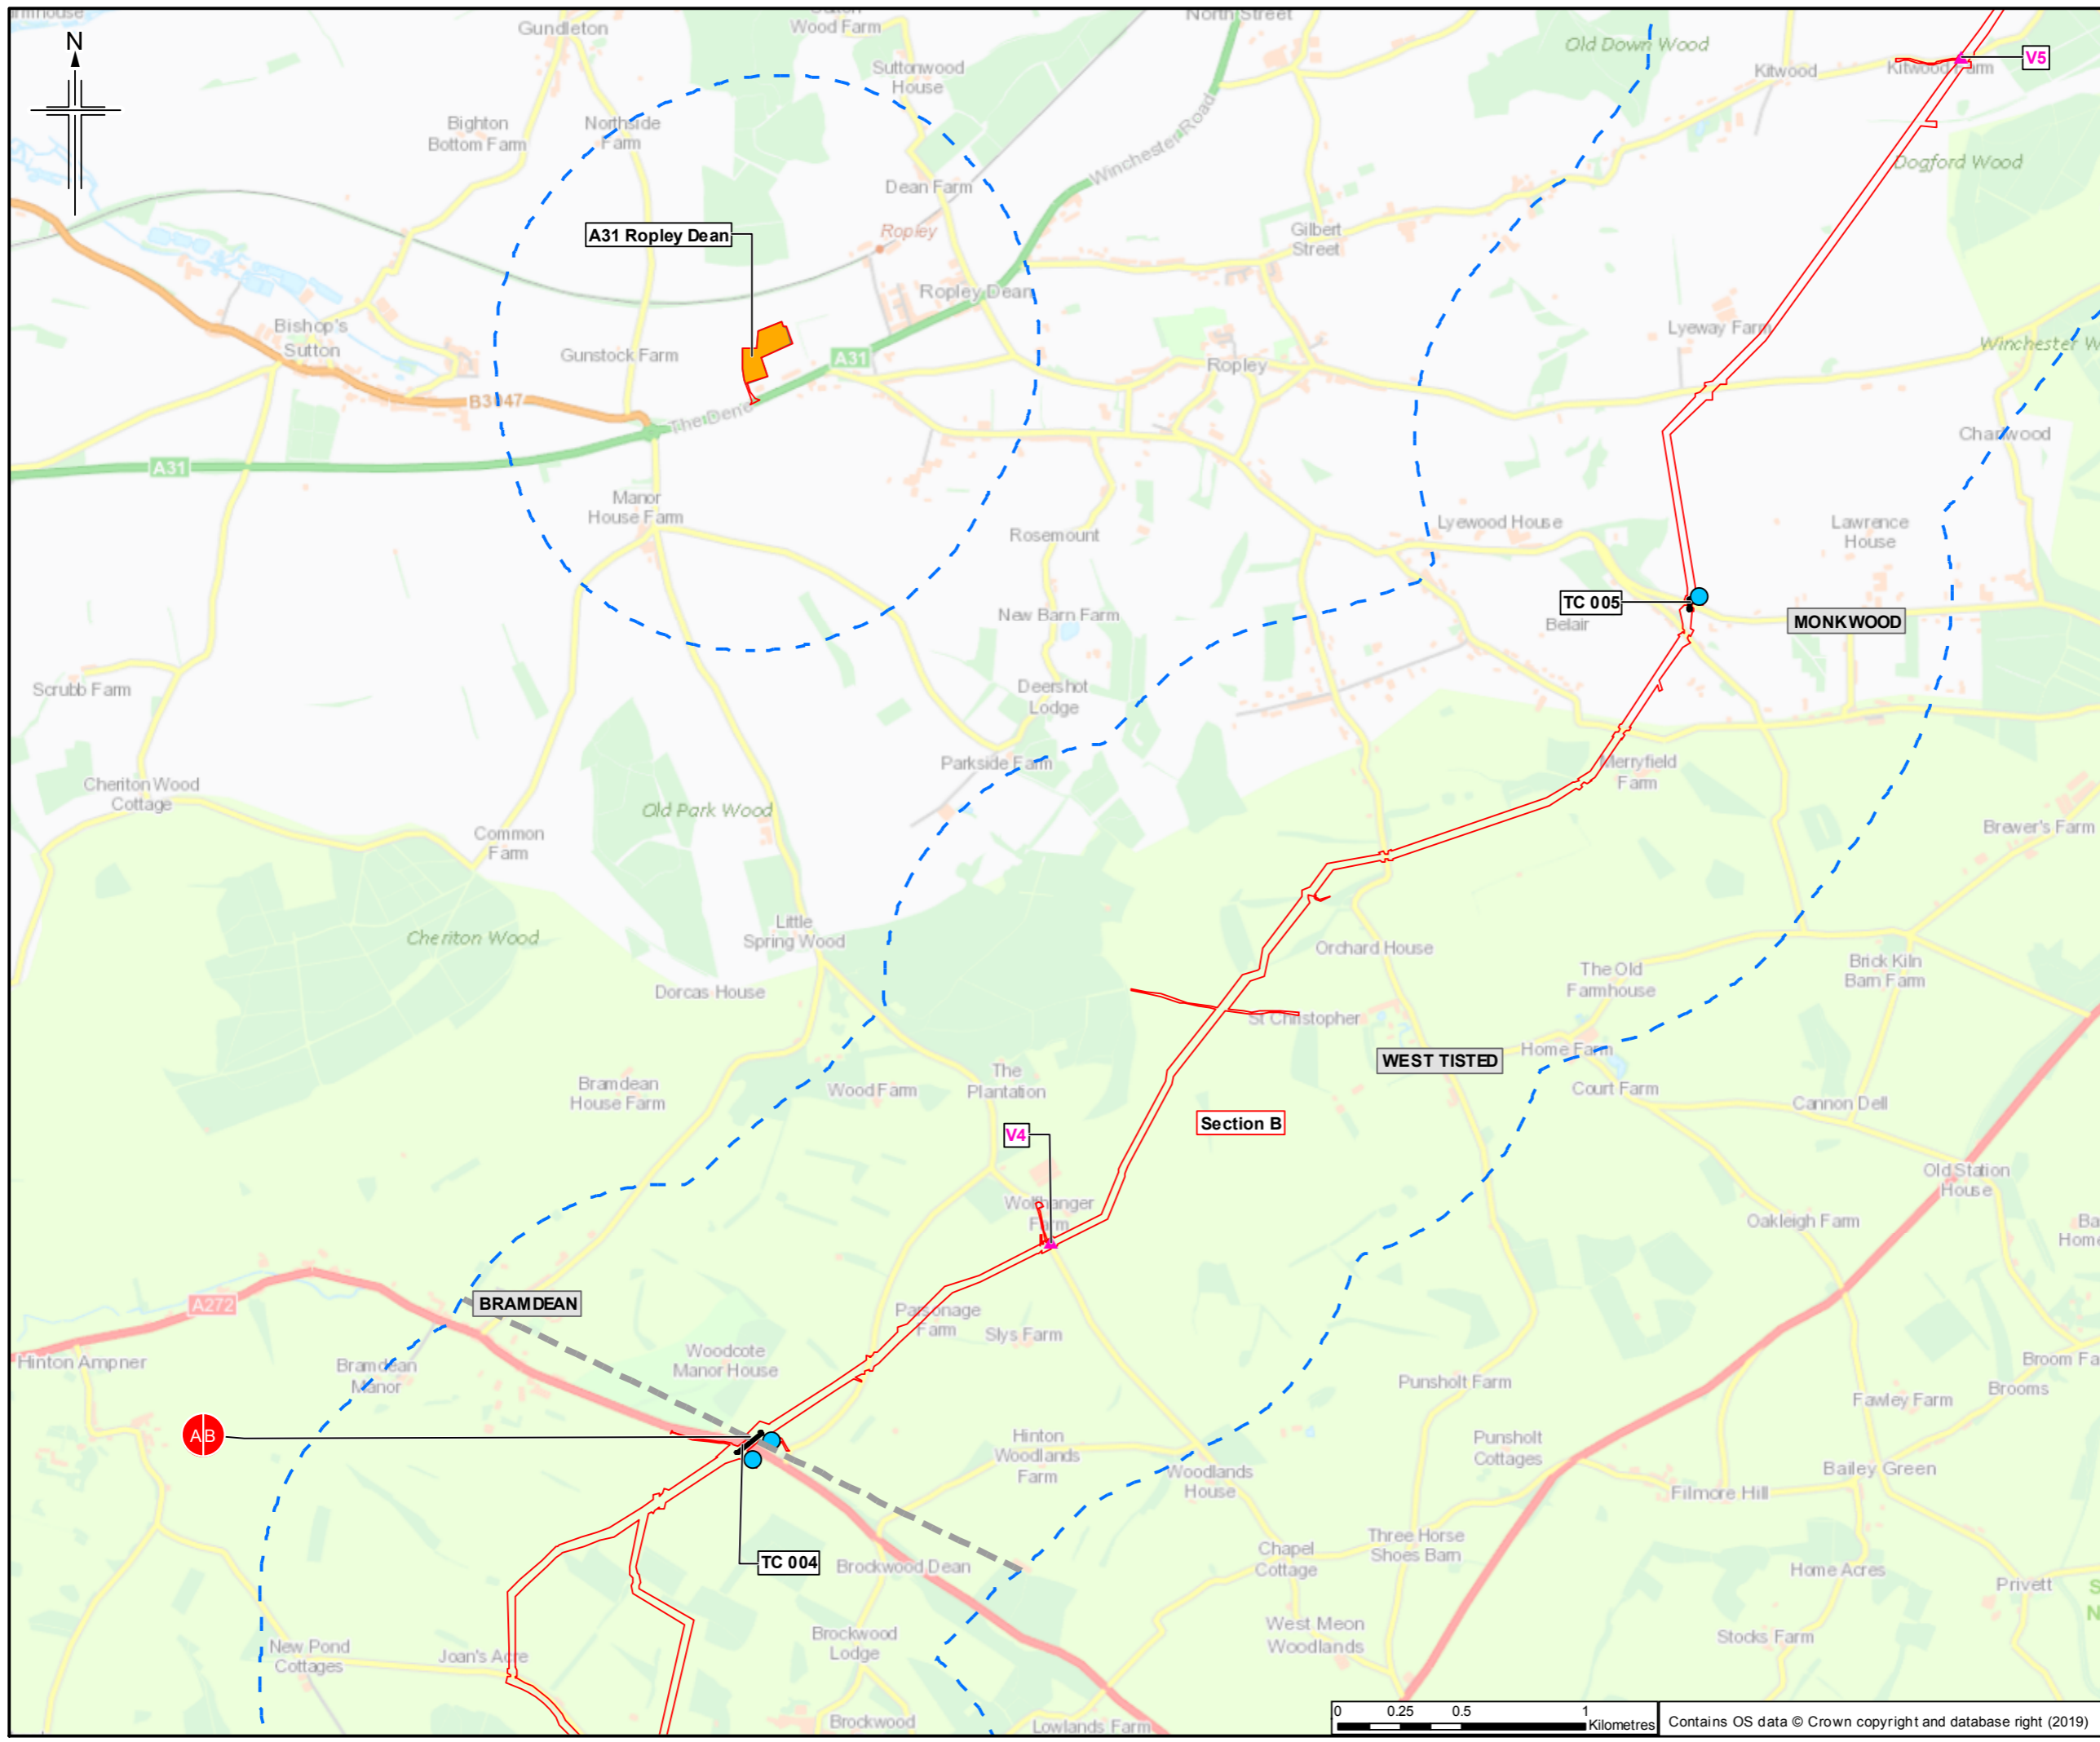 Gundleton
Wood Farm
North Street
Old Down Wood
N
Suttonwood
House
Kitwood
Kitwood Farm
V5
Bighton
Bottom Farm
Northside
Farm
Winchester Road
Dogford Wood
Dean Farm
A31 Ropley Dean
Ropley
Gilbert
Street
Ropley Dean
Bishop's
Sutton
Gunstock Farm
A31
Lyeway Farm
Ropley
B3047
The Dene
A31
Charlwood
Manor
House Farm
Rosemount
Lyewood House
Lawrence
House
New Barn Farm
TC 005
Belair
MONKWOOD
Scrubb Farm
Deershot
Lodge
Parkside Farm
Merryfield
Farm
Cheriton Wood
Cottage
Old Park Wood
Common
Farm
Brewer's Farm
Little
Spring Wood
Cheriton Wood
Orchard House
Dorcas House
The Old
Farmhouse
Brick Kiln
Barn Farm
St Christopher
WEST TISTED
Home Farm
Bramdean
House Farm
Wood Farm
The
Plantation
Court Farm
Cannon Dell
V4
Section B
Old Station
House
Wolfhanger
Farm
Oakleigh Farm
A272
BRAMDEAN
Parsonage
Farm
Slys Farm
Hinton Ampner
Bramdean
Manor
Woodcote
Manor House
Punsholt Farm
Brooms
Fawley Farm
A|B
Hinton
Woodlands
Farm
Punsholt
Cottages
Woodlands
House
Bailey Green
Filmore Hill
TC 004
Brockwood Dean
Three Horse
Shoes Barn
Chapel
Cottage
Home Acres
Privett
New Pond
Cottages
Joan's Acre
Brockwood
Lodge
West Meon
Woodlands
Stocks Farm
Brockwood
Lowlands Farm
0 0.25 0.5 1
Kilometres
Contains OS data © Crown copyright and database right (2019)